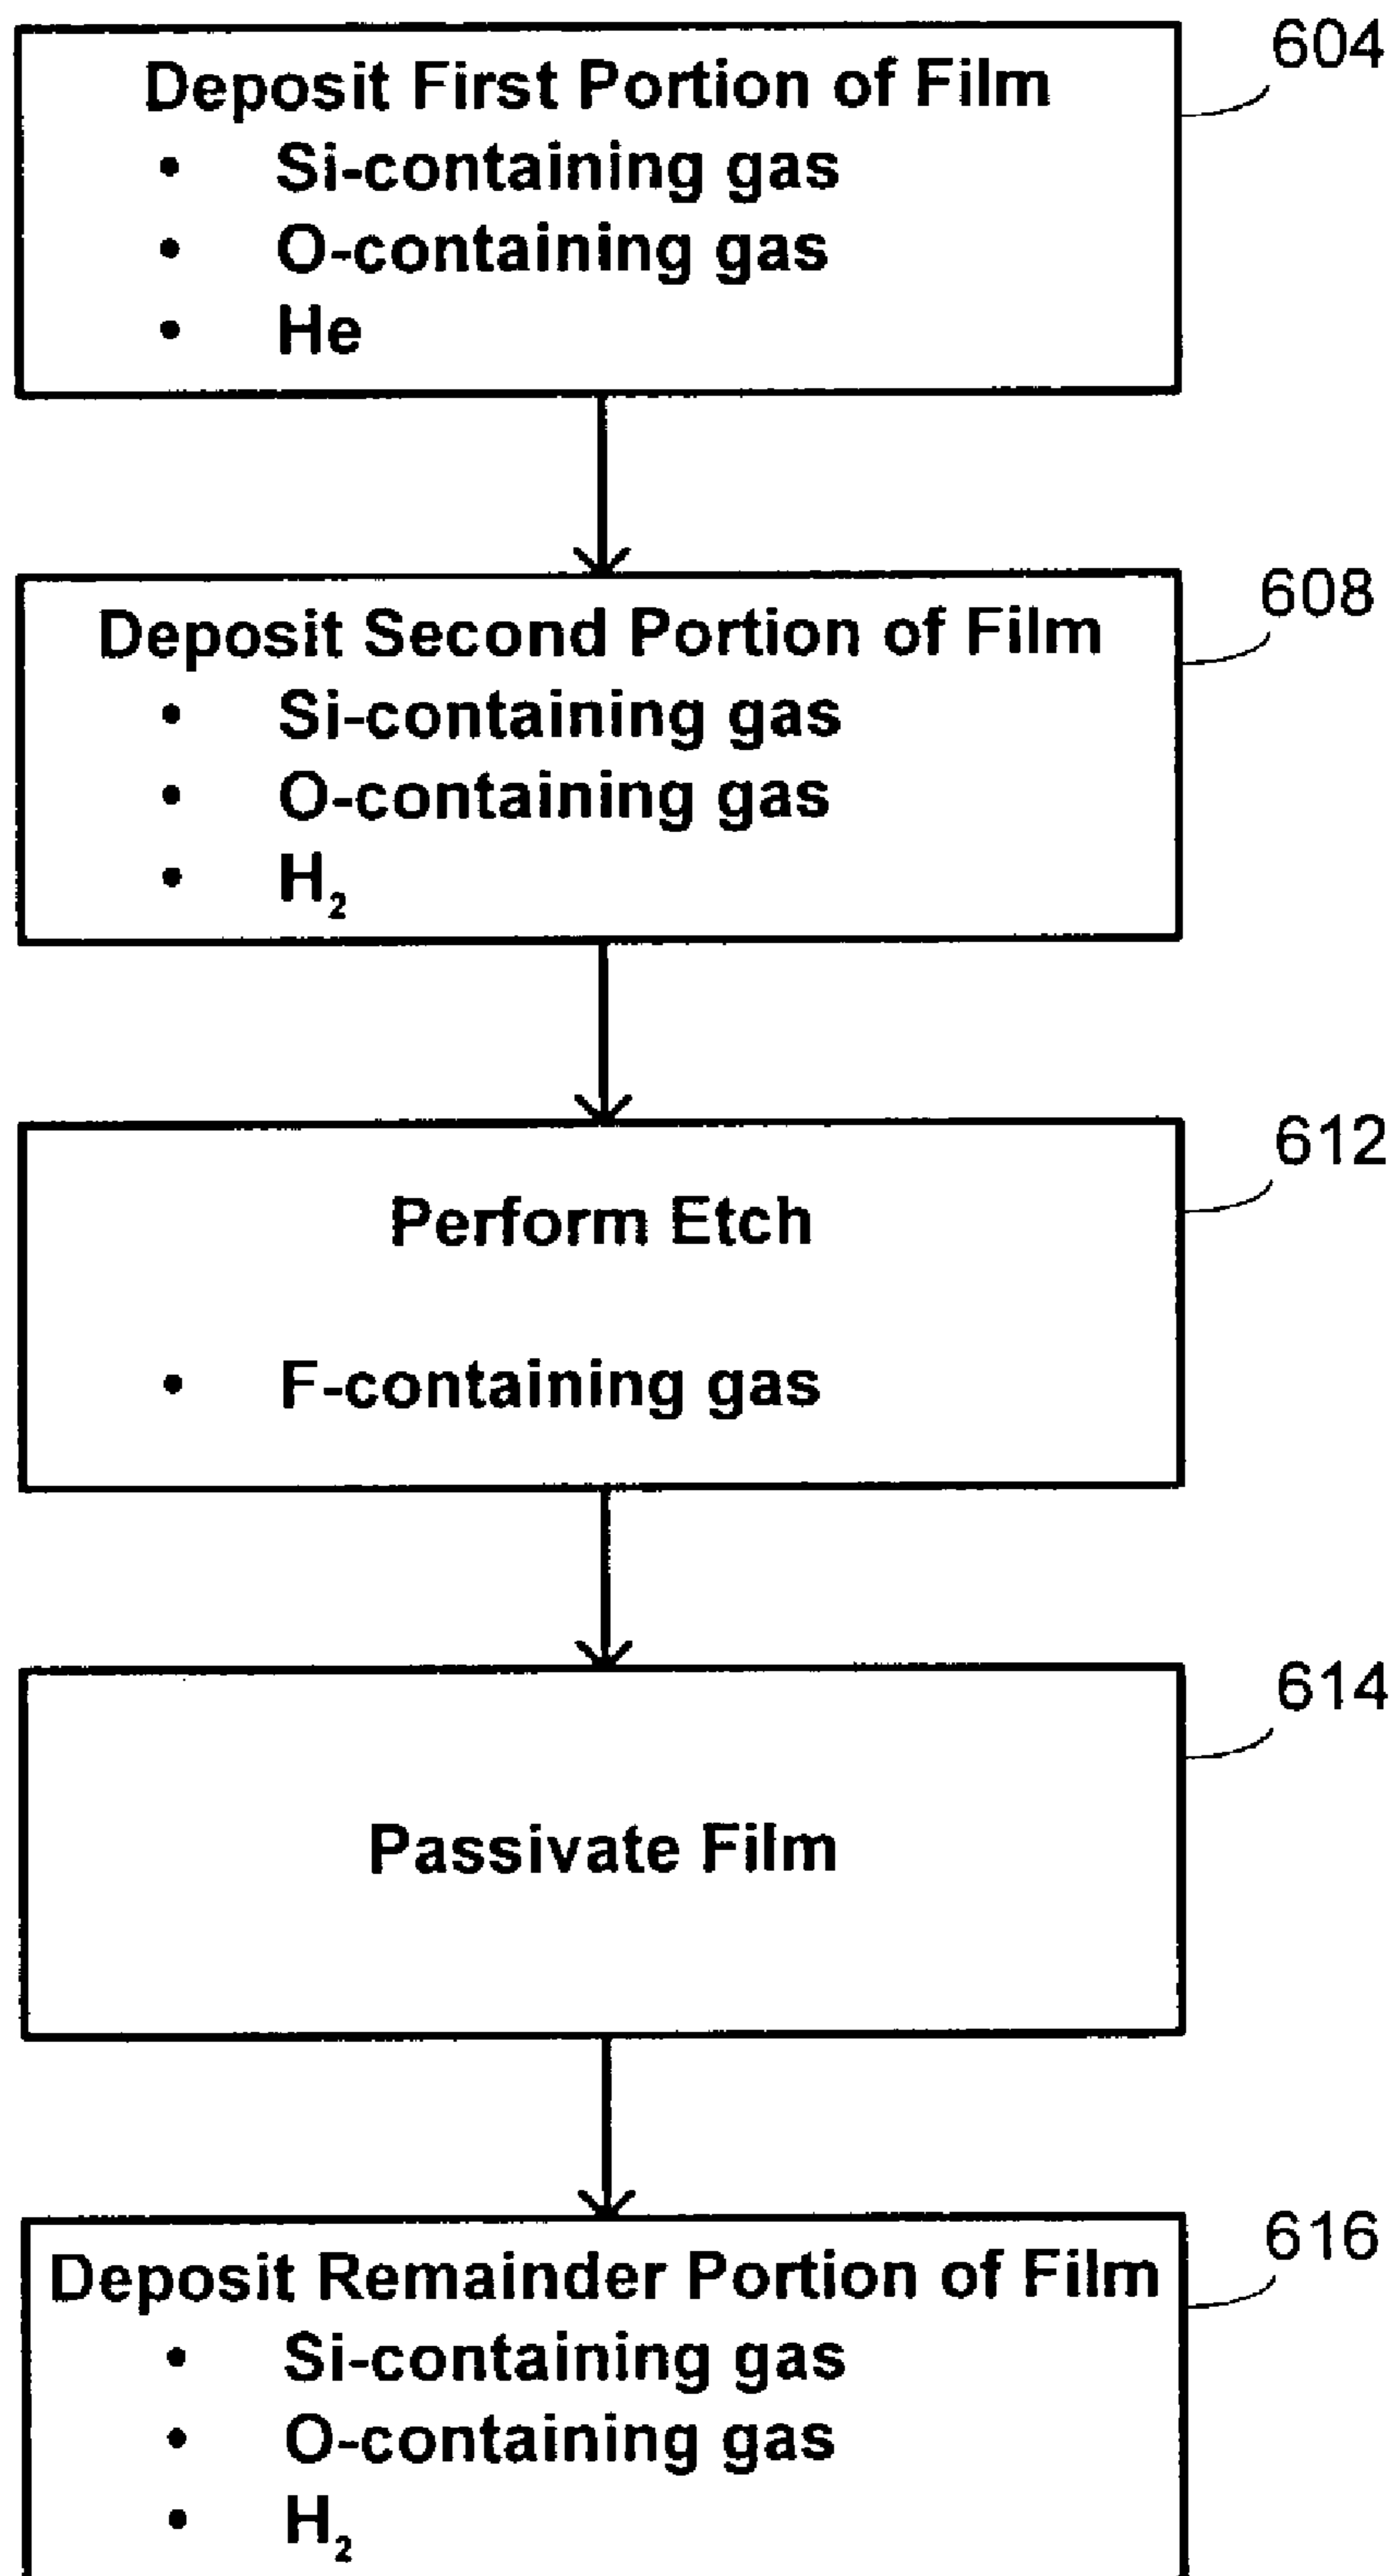 604
Deposit First Portion of Film
• Si-containing gas
• O-containing gas
• He
608
Deposit Second Portion of Film
• Si-containing gas
• O-containing gas
• H₂
612
Perform Etch
• F-containing gas
614
Passivate Film
616
Deposit Remainder Portion of Film
• Si-containing gas
• O-containing gas
• H₂